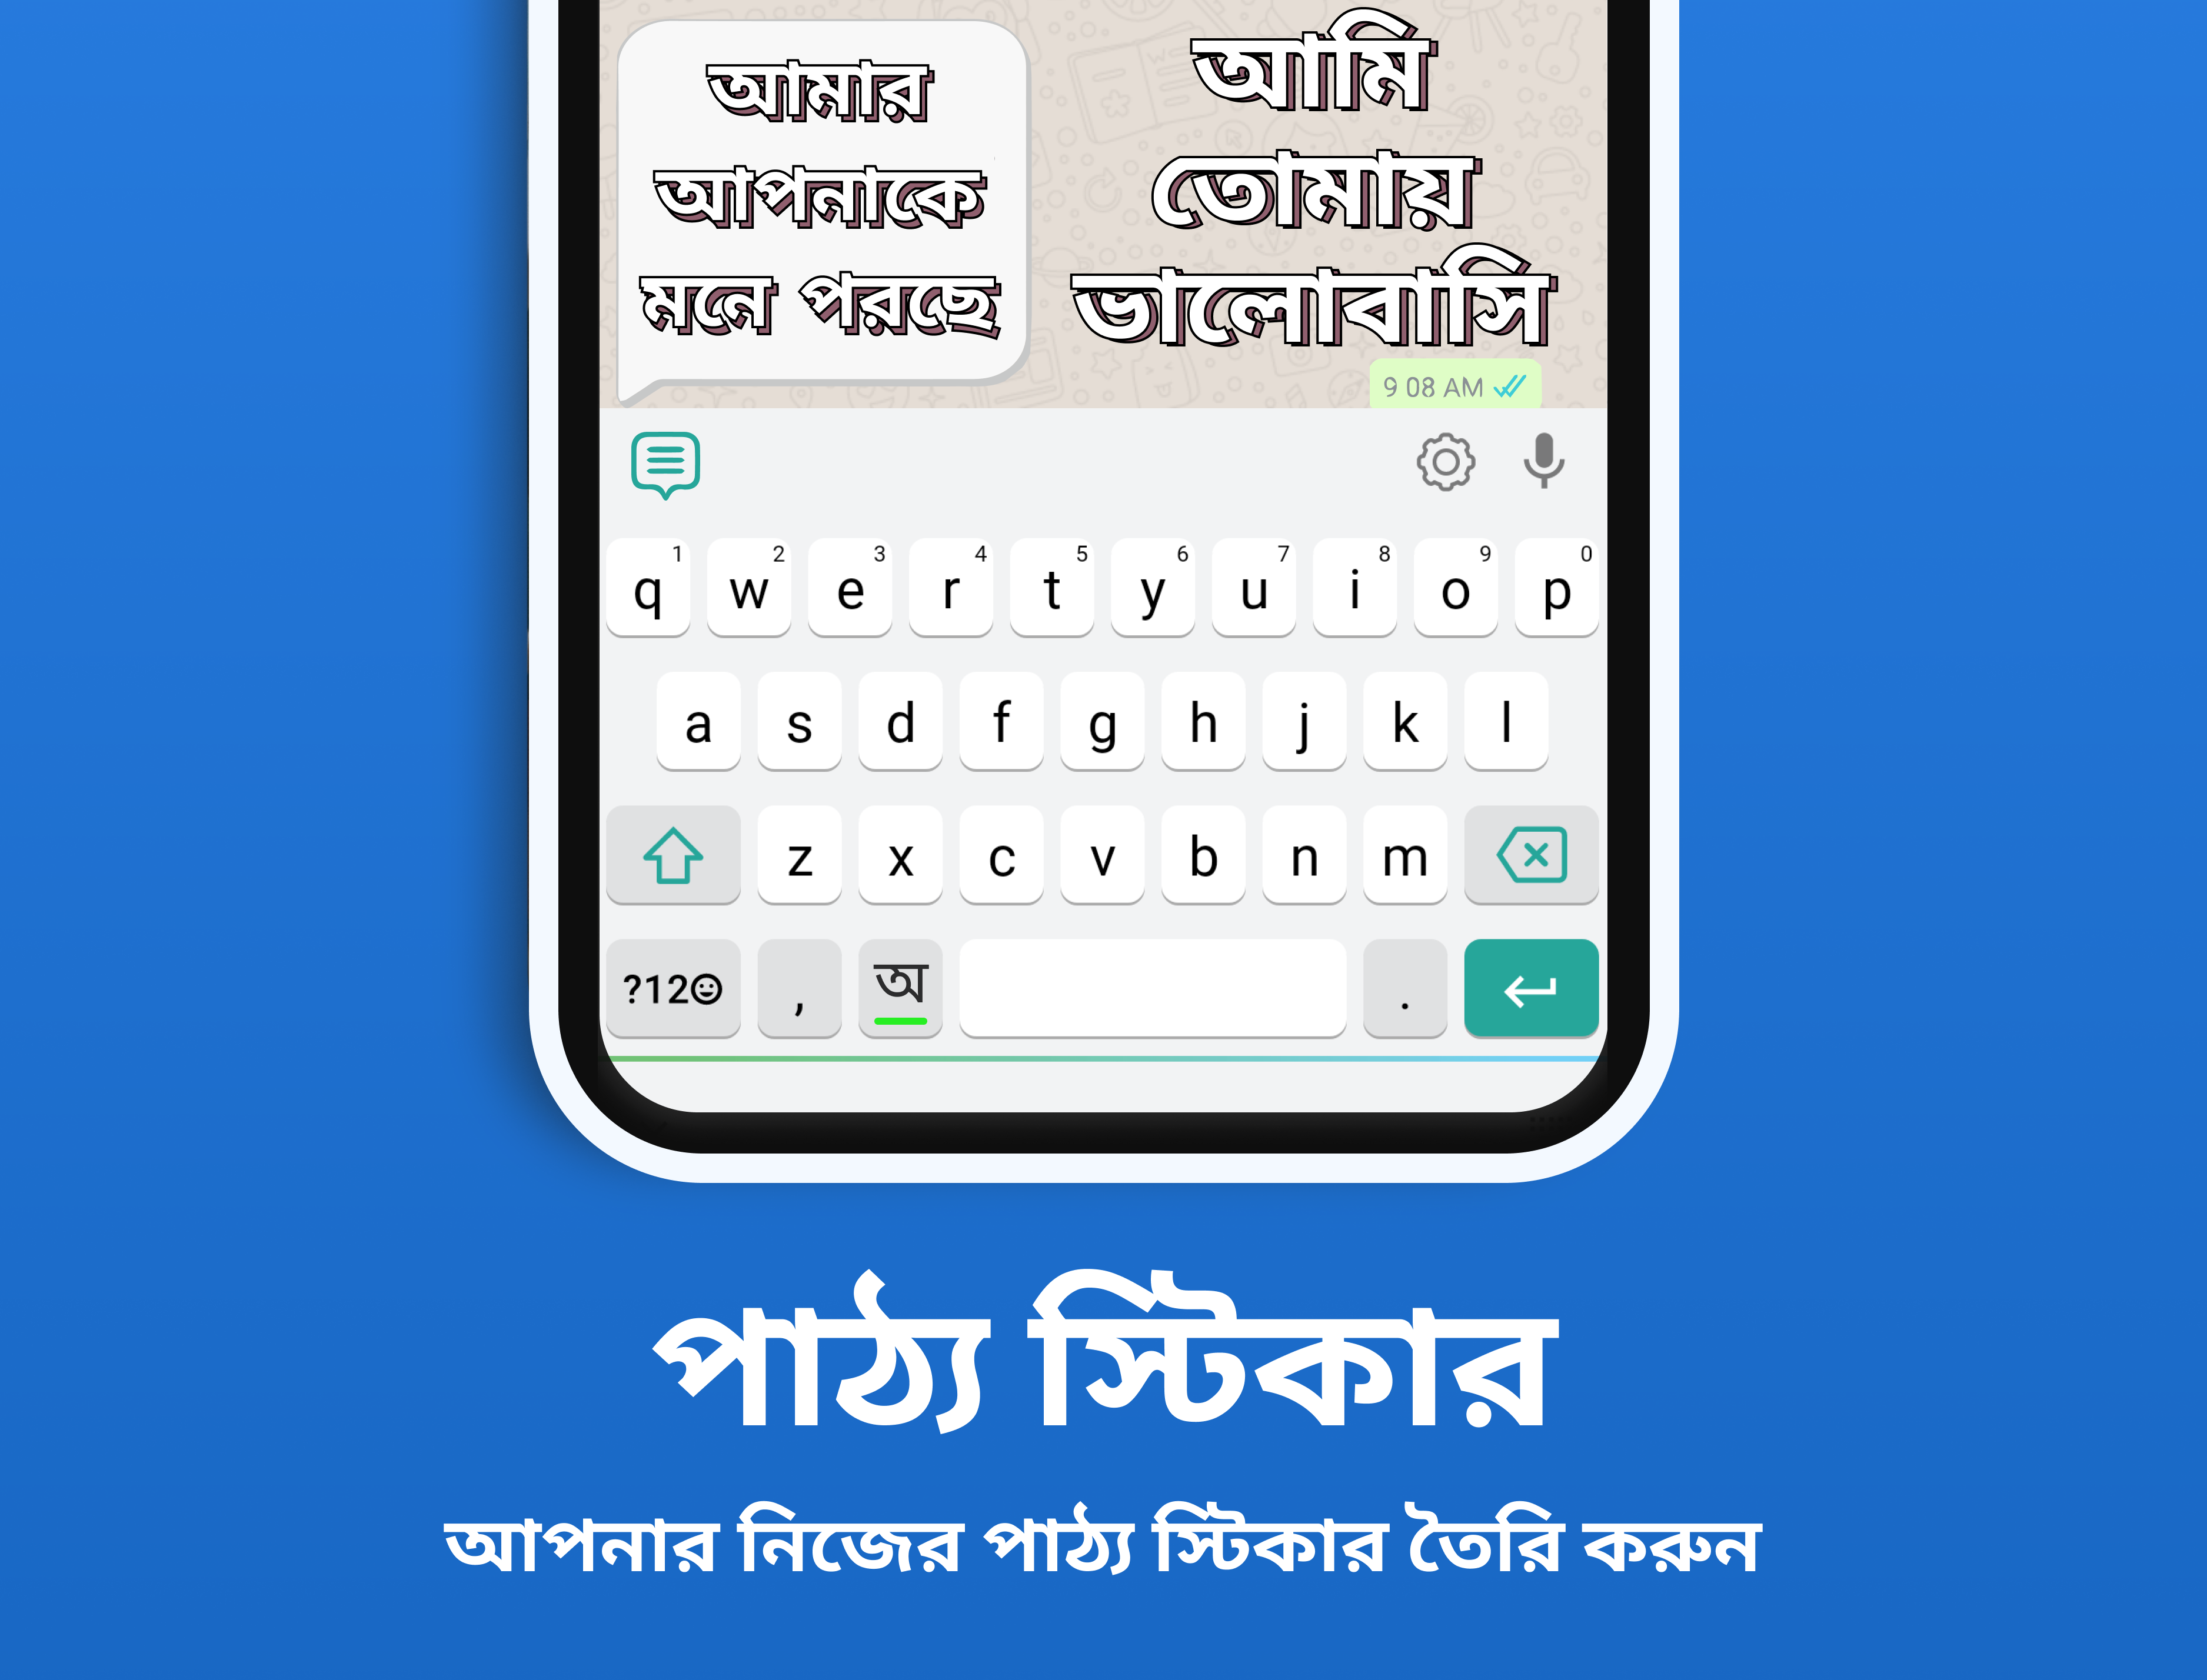 আমার
আপনাকে
মনে পরছে
আমি
তোমায়
ভালোবাসি
9 08 AM
q 1 w 2 e 3 r 4 t 5 y 6 u 7 i 8 o 9 p 0
a s d f g h j k l
z x c v b n m
?12☺ , অ .
পাঠ্য স্টিকার
আপনার নিজের পাঠ্য স্টিকার তৈরি করুন